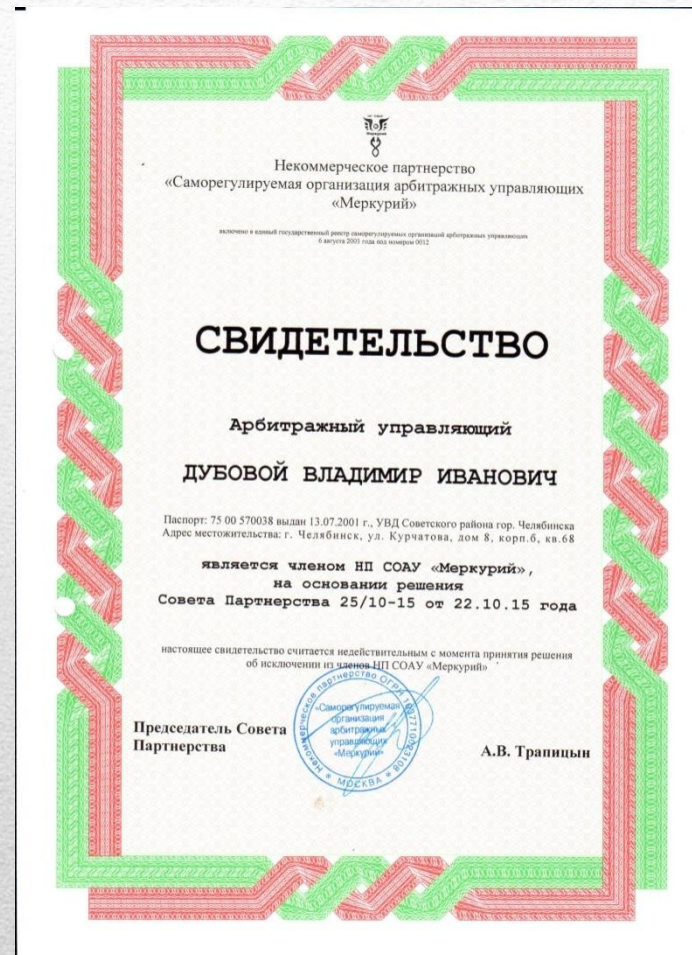 Некоммерческое партнерство
«Саморегулируемая организация арбитражных управляющих
«Меркурий»
включено в единый государственный реестр саморегулируемых организаций арбитражных управляющих
6 августа 2003 года под номером 0012
СВИДЕТЕЛЬСТВО
Арбитражный управляющий
ДУБОВОЙ ВЛАДИМИР ИВАНОВИЧ
Паспорт: 75 00 570038 выдан 13.07.2001 г., УВД Советского района гор. Челябинска
Адрес местожительства: г. Челябинск, ул. Курчатова, дом 8, корп.б, кв.68
является членом НП СОАУ «Меркурий»,
на основании решения
Совета Партнерства 25/10-15 от 22.10.15 года
настоящее свидетельство считается недействительным с момента принятия решения
об исключении из членов НП СОАУ «Меркурий»
Некоммерческое партнерство ОГРН
«Саморегулируемая
организация
арбитражных
управляющих
«Меркурий»
* МОСКВА *
Председатель Совета
Партнерства
А.В. Трапицын